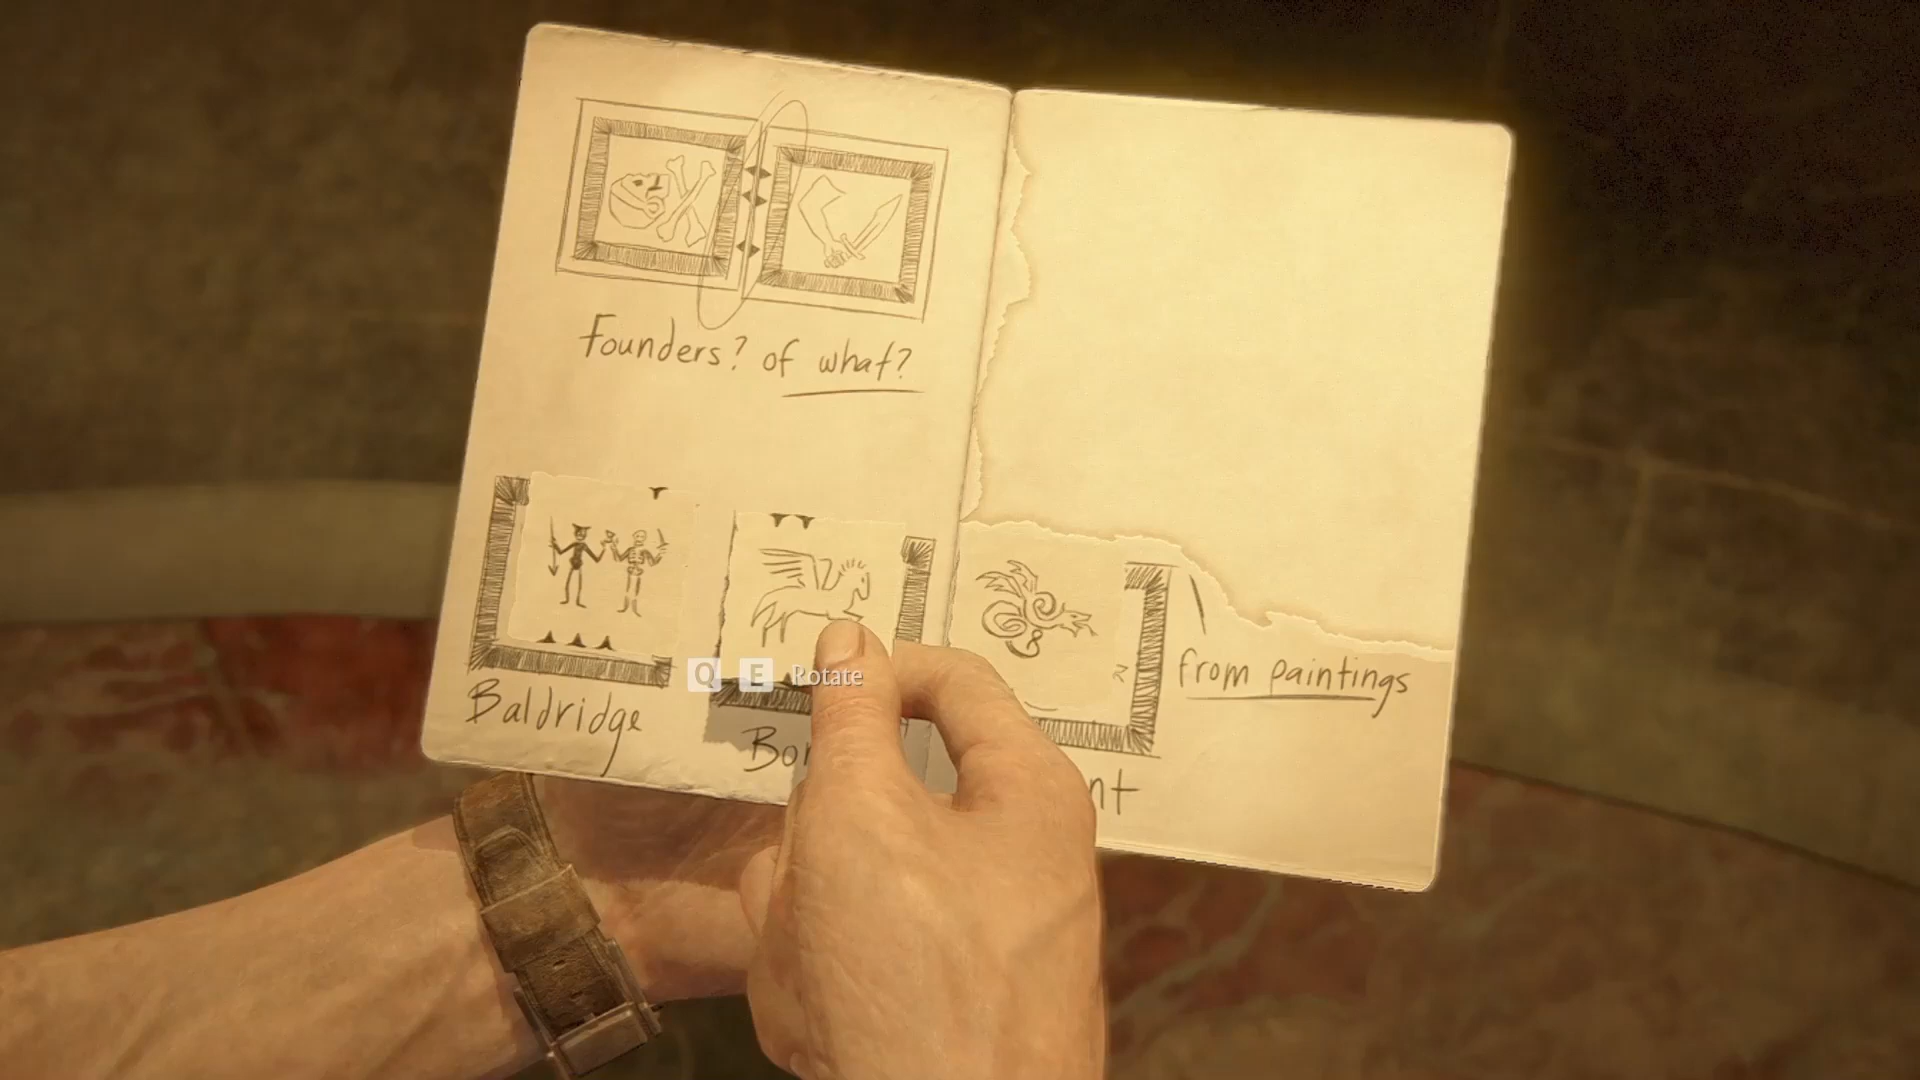 Founders? of what?
Q E Rotate
from paintings
Baldridge